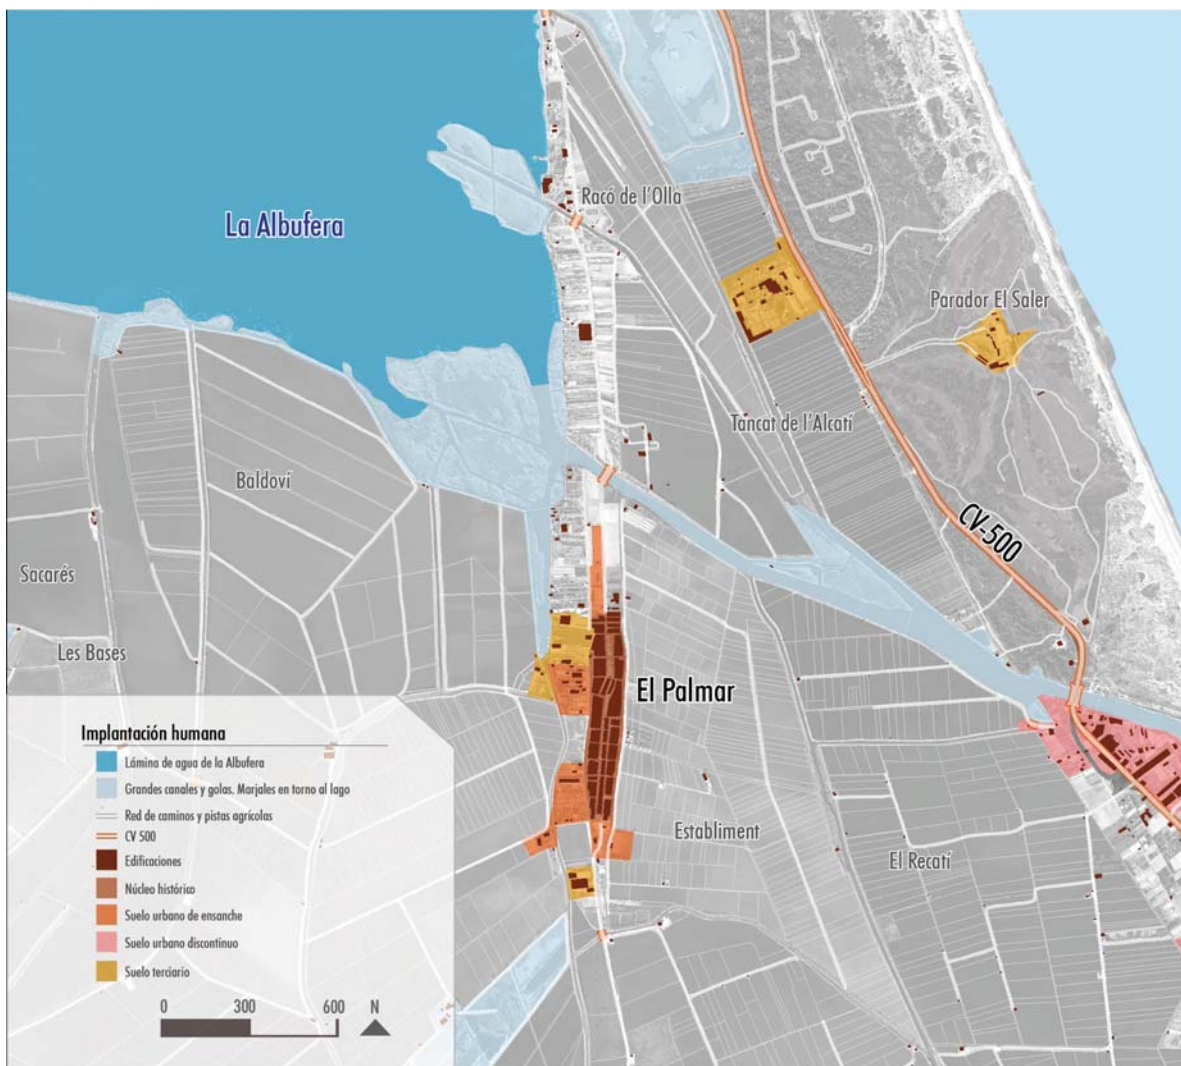 La Albufera
Racó de l'Olla
Parador El Saler
Tancat de l'Alcatí
Baldoví
CV-500
Sacarés
Les Bases
El Palmar
Establiment
El Recatí
Implantación humana
Lámina de agua de la Albufera
Grandes canales y golas. Marjales en torno al lago
Red de caminos y pistas agrícolas
CV 500
Edificaciones
Núcleo histórico
Suelo urbano de ensanche
Suelo urbano discontinuo
Suelo terciario
0 300 600 N